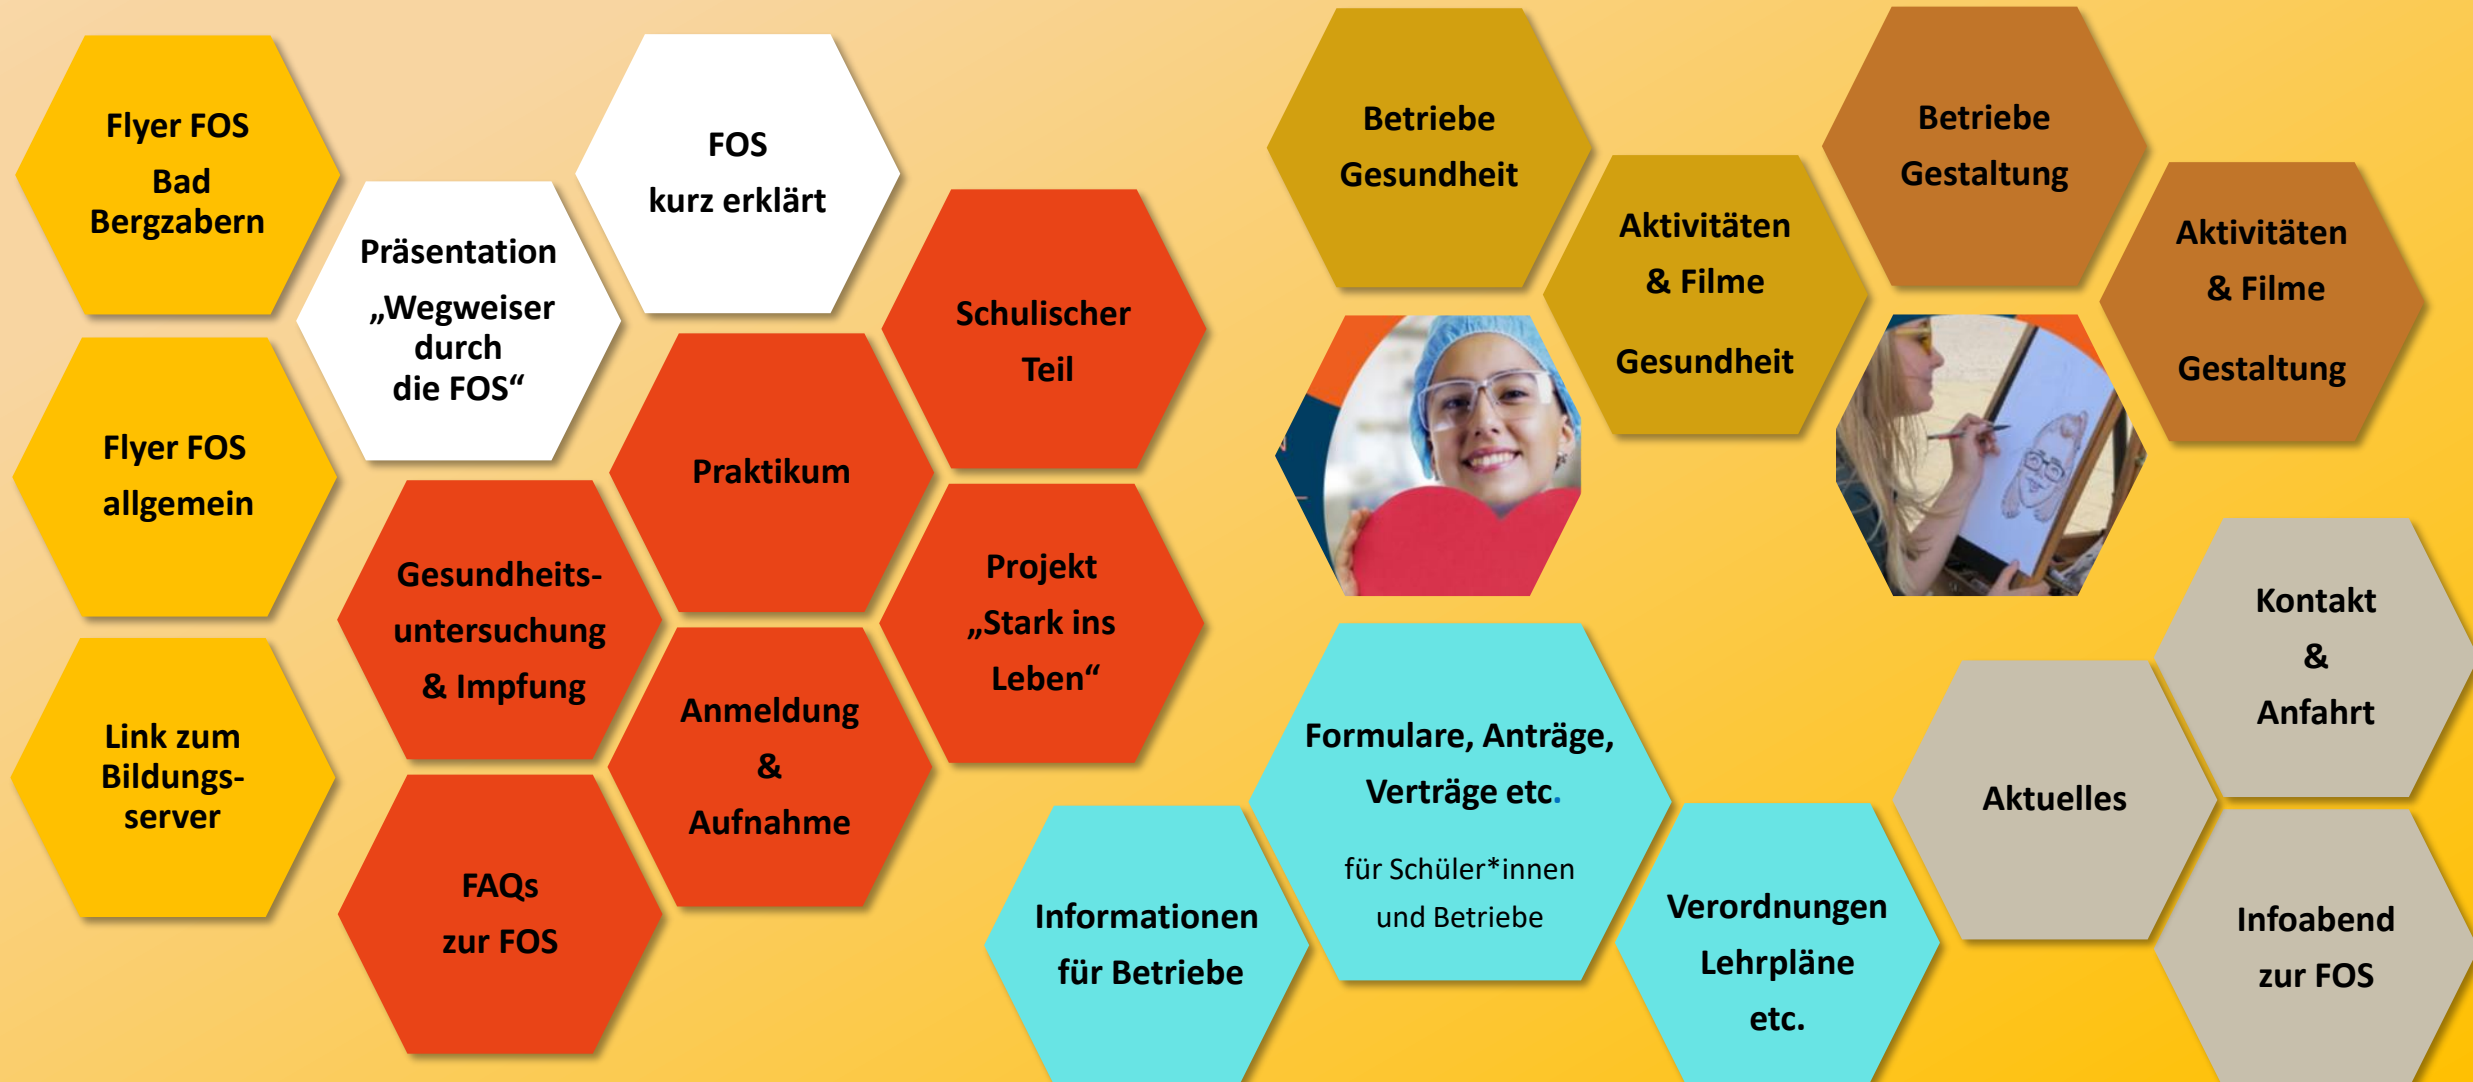 Flyer FOS
Bad
Bergzabern
Präsentation
„Wegweiser
durch
die FOS“
FOS
kurz erklärt
Schulischer
Teil
Flyer FOS
allgemein
Praktikum
Gesundheits-
untersuchung
& Impfung
Projekt
„Stark ins
Leben“
Link zum
Bildungs-
server
Anmeldung
&
Aufnahme
FAQs
zur FOS
Betriebe
Gesundheit
Aktivitäten
& Filme
Gesundheit
Betriebe
Gestaltung
Aktivitäten
& Filme
Gestaltung
Informationen
für Betriebe
Formulare, Anträge,
Verträge etc.
für Schüler*innen
und Betriebe
Verordnungen
Lehrpläne
etc.
Aktuelles
Kontakt
&
Anfahrt
Infoabend
zur FOS